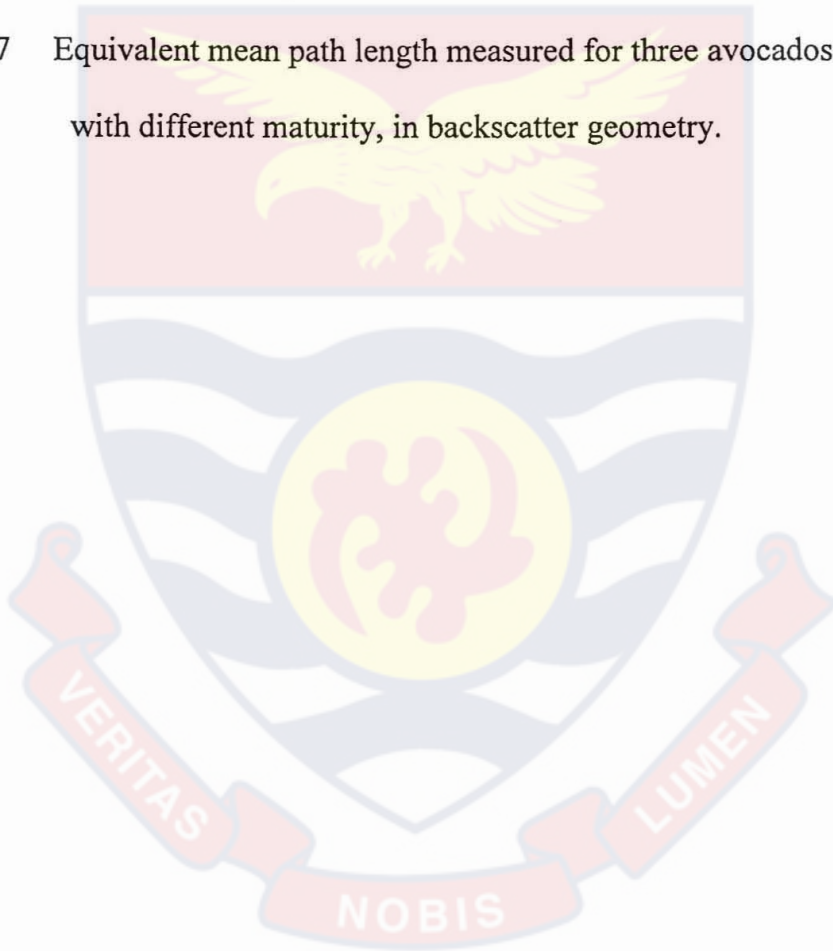 7 Equivalent mean path length measured for three avocados
with different maturity, in backscatter geometry.
VERITAS
NOBIS
LUMEN